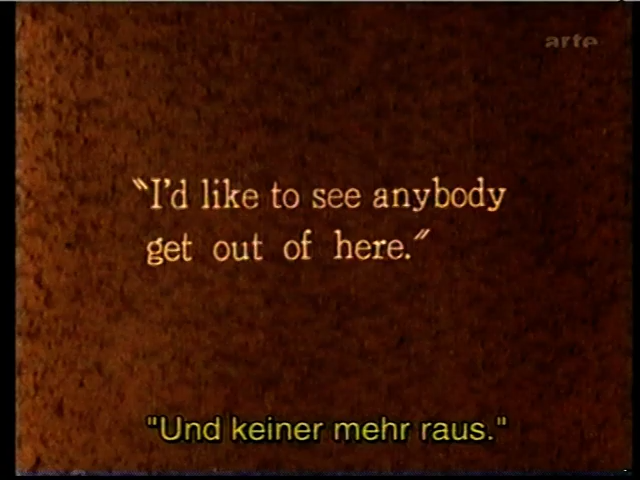 arte
"I'd like to see anybody
get out of here."
"Und keiner mehr raus."